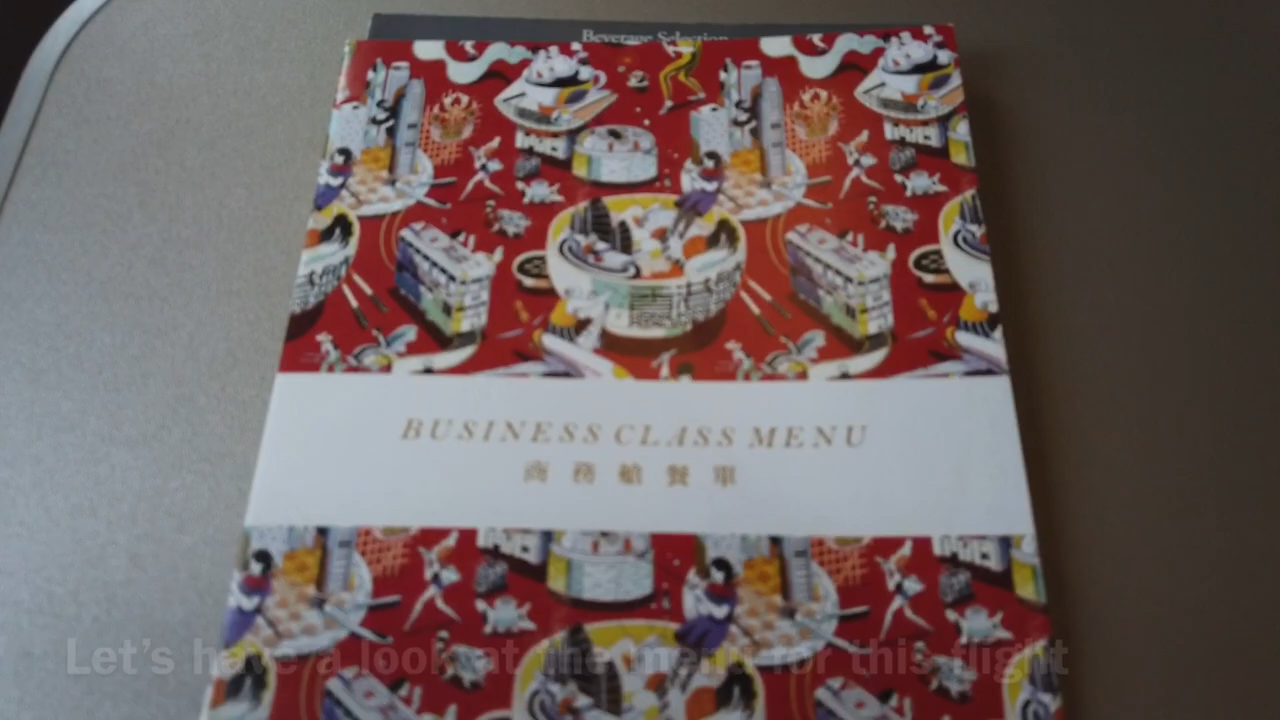 Beverage Selection
BUSINESS CLASS MENU
商務艙餐單
Let's have a look at the menu for this flight